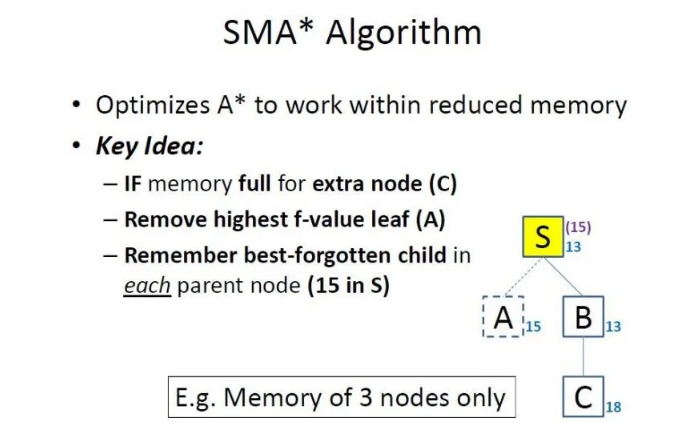 SMA* Algorithm
• Optimizes A* to work within reduced memory
• Key Idea:
– IF memory full for extra node (C)
– Remove highest f-value leaf (A)
– Remember best-forgotten child in
each parent node (15 in S)
S (15)
13
A 15
B 13
E.g. Memory of 3 nodes only
C 18